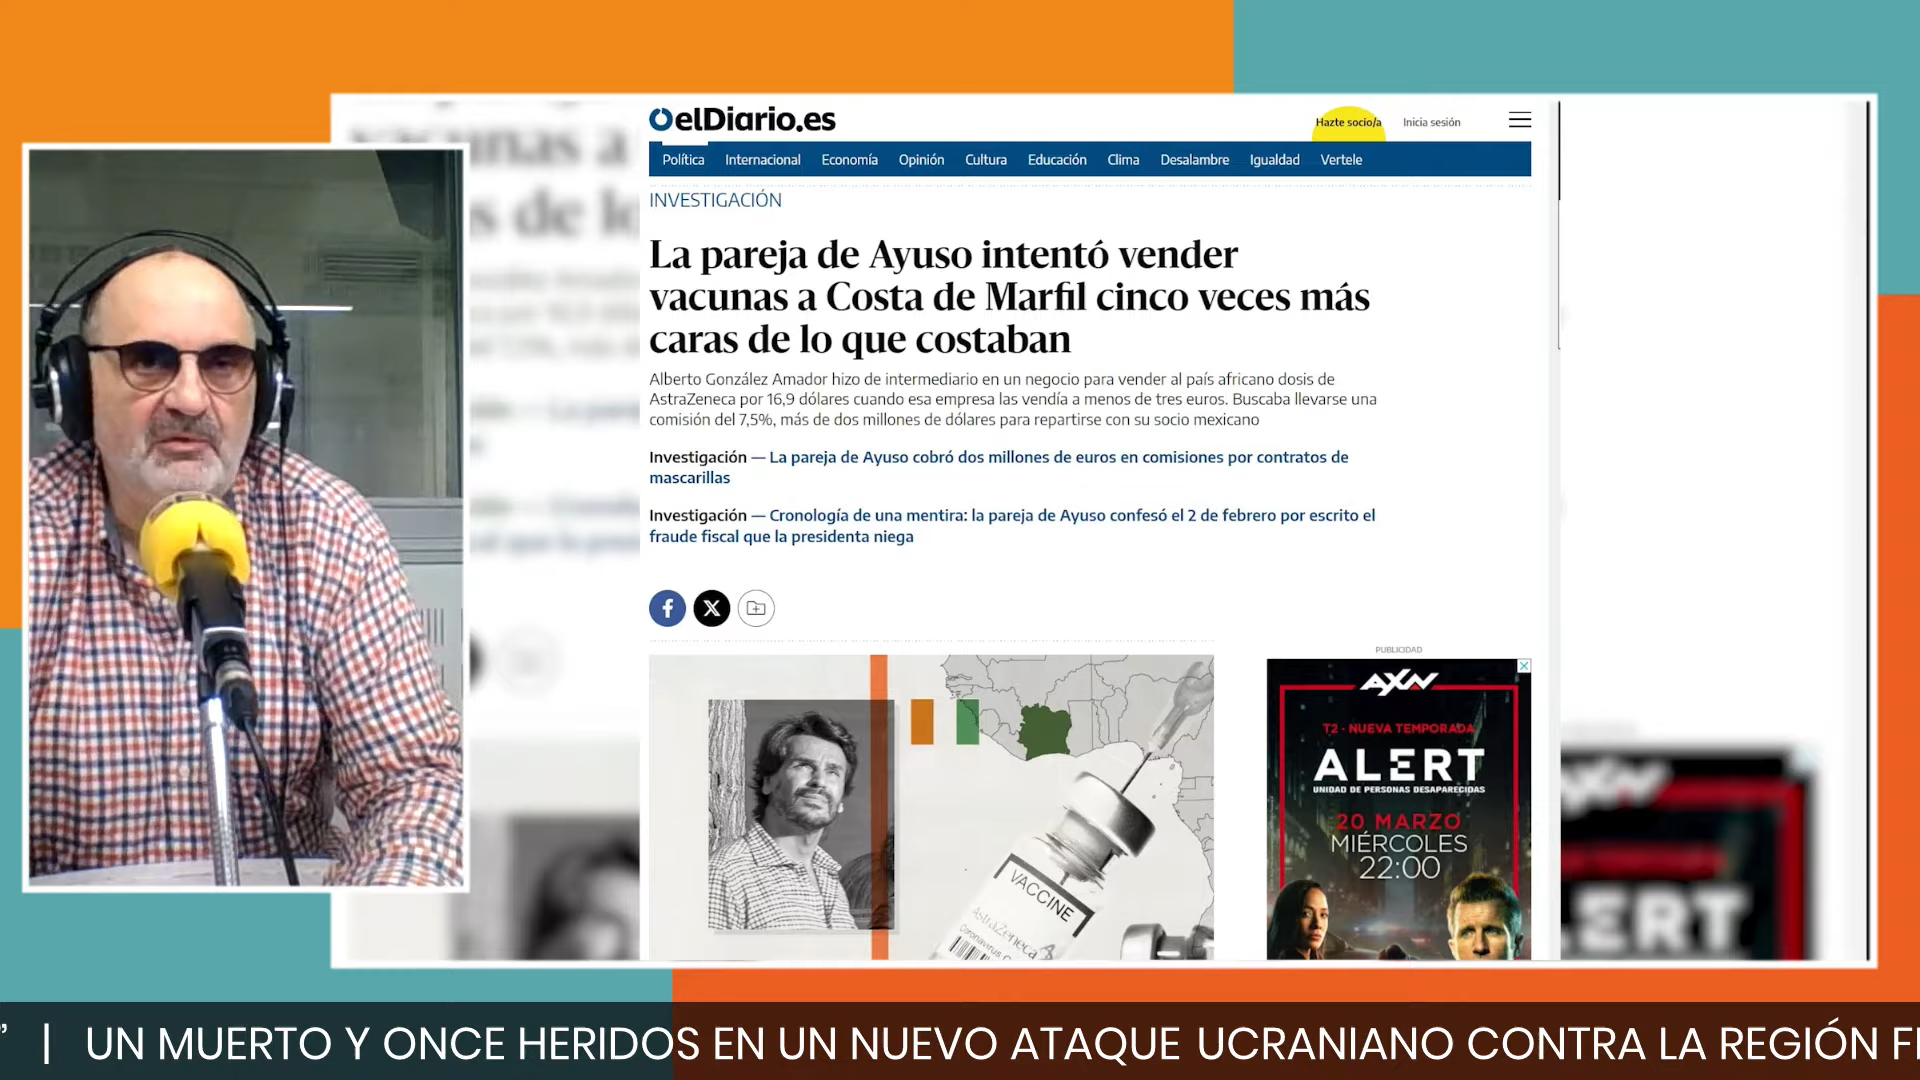 elDiario.es
Hazte socio/a
Inicia sesión
Política Internacional Economía Opinión Cultura Educación Clima Desalambre Igualdad Vertele
INVESTIGACIÓN
La pareja de Ayuso intentó vender
vacunas a Costa de Marfil cinco veces más
caras de lo que costaban
Alberto González Amador hizo de intermediario en un negocio para vender al país africano dosis de
AstraZeneca por 16,9 dólares cuando esa empresa las vendía a menos de tres euros. Buscaba llevarse una
comisión del 7,5%, más de dos millones de dólares para repartirse con su socio mexicano
Investigación — La pareja de Ayuso cobró dos millones de euros en comisiones por contratos de
mascarillas
Investigación — Cronología de una mentira: la pareja de Ayuso confesó el 2 de febrero por escrito el
fraude fiscal que la presidenta niega
VACCINE
AstraZeneca
Coronavirus
PUBLICIDAD
AXN
T2 - NUEVA TEMPORADA
ALERT
UNIDAD DE PERSONAS DESAPARECIDAS
20 MARZO
MIÉRCOLES
22:00
vacunas a
s de lo
ERT
” | UN MUERTO Y ONCE HERIDOS EN UN NUEVO ATAQUE UCRANIANO CONTRA LA REGIÓN F